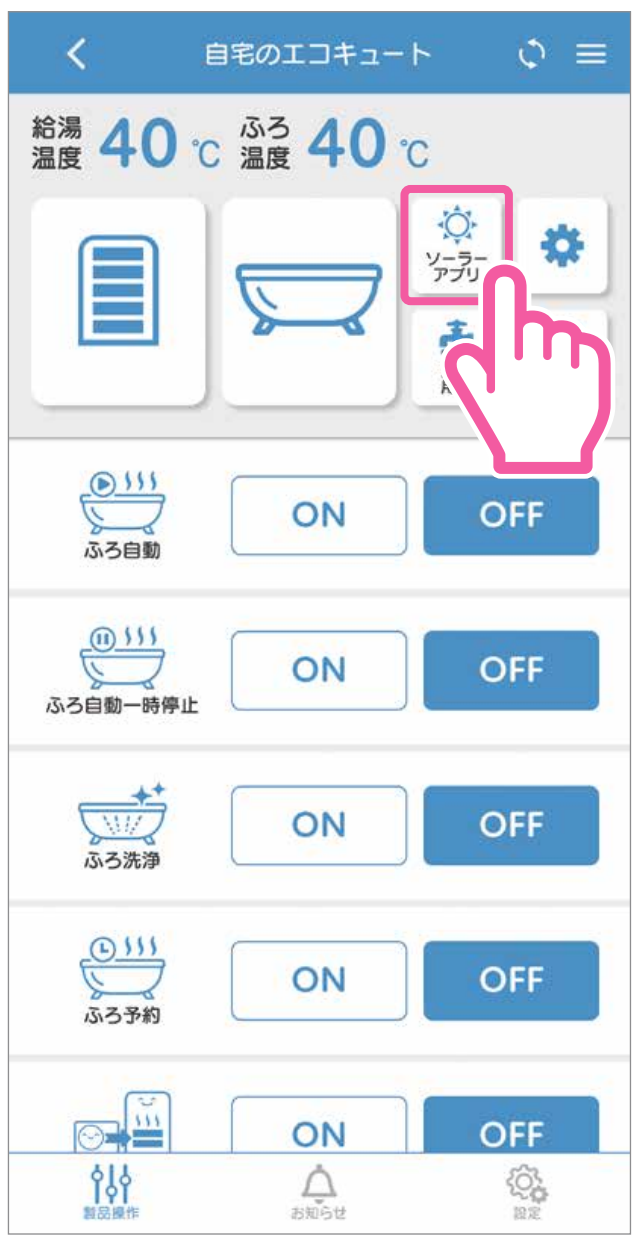 自宅のエコキュート
給湯
温度 40 ℃
ふろ
温度 40 ℃
ソーラー
アプリ
ふろ自動
ON
OFF
ふろ自動一時停止
ON
OFF
ふろ洗浄
ON
OFF
ふろ予約
ON
OFF
ON
OFF
製品操作
お知らせ
設定